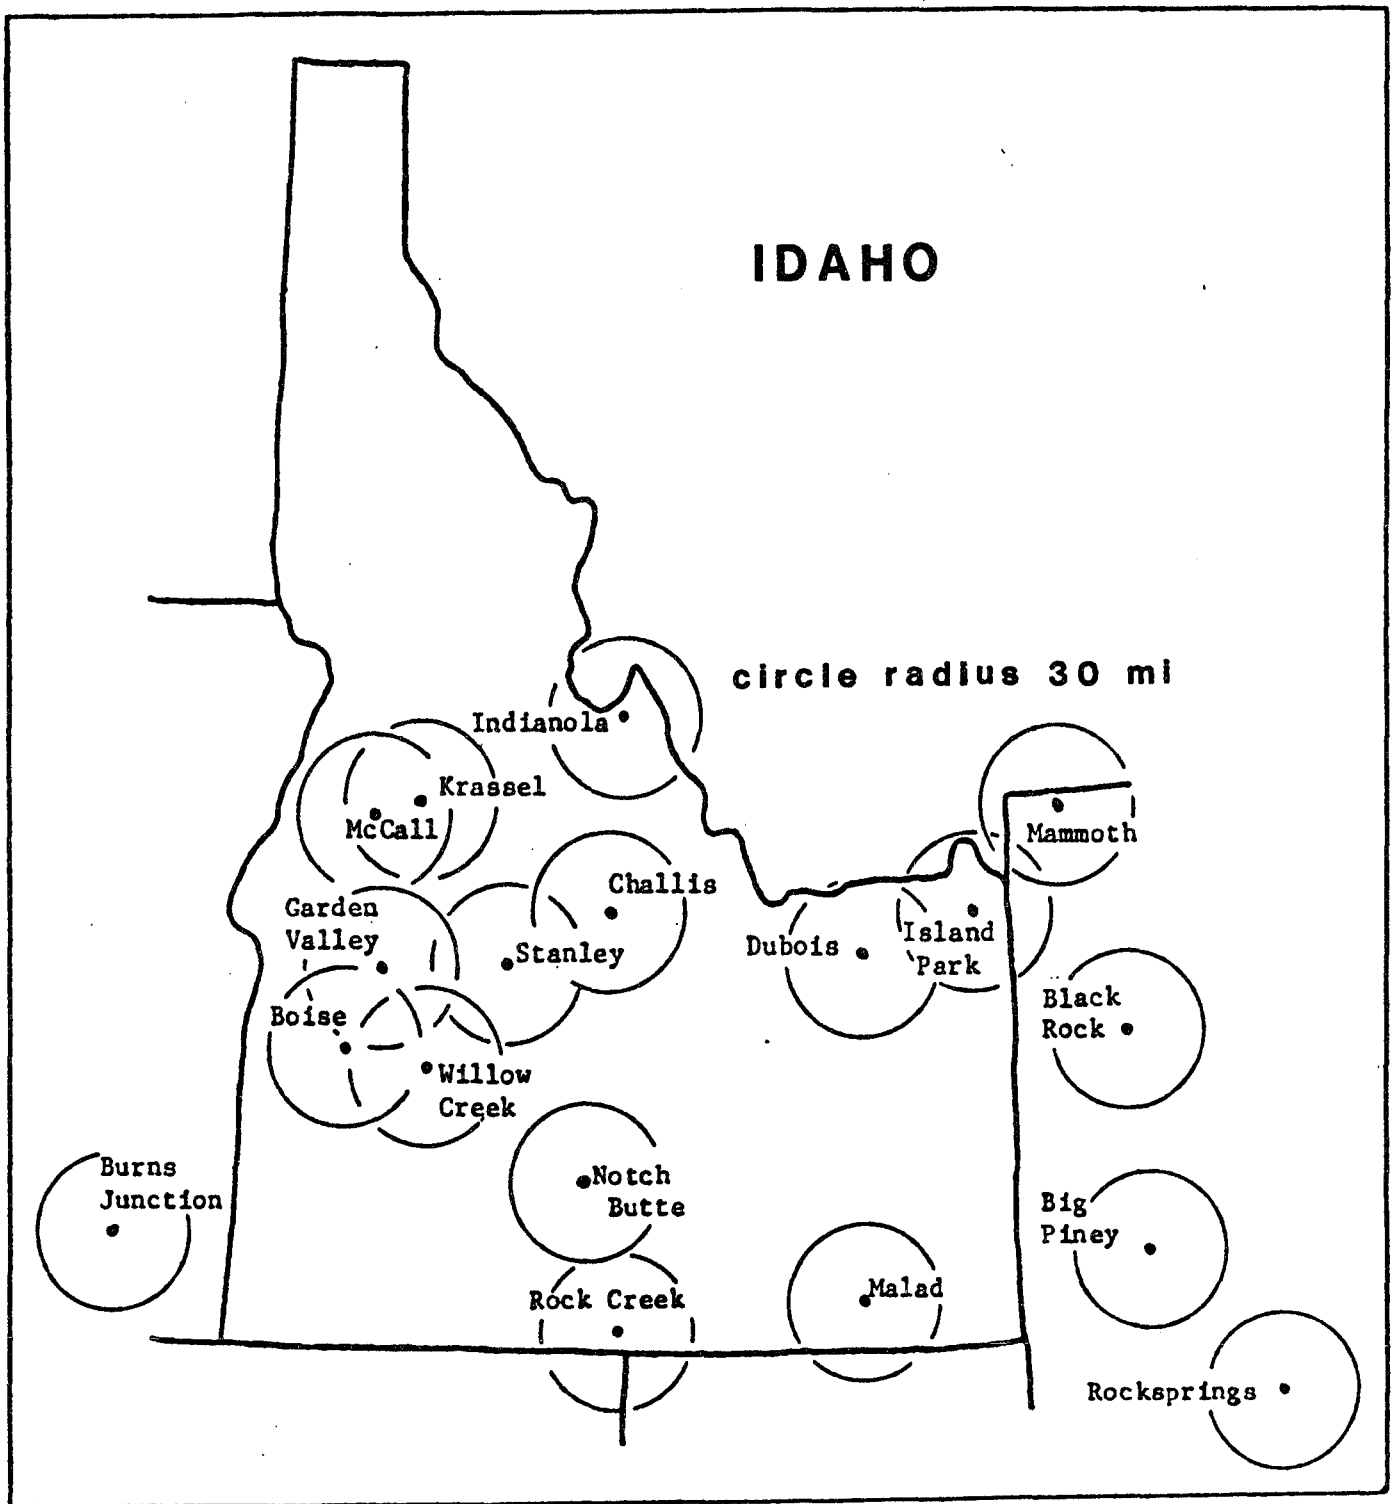 IDAHO
circle radius 30 mi
Indianola
Krassel
McCall
Mammoth
Challis
Garden
Valley
Stanley
Dubois
Island
Park
Black
Rock
Boise
Willow
Creek
Burns
Junction
Notch
Butte
Big
Piney
Malad
Rock Creek
Rocksprings